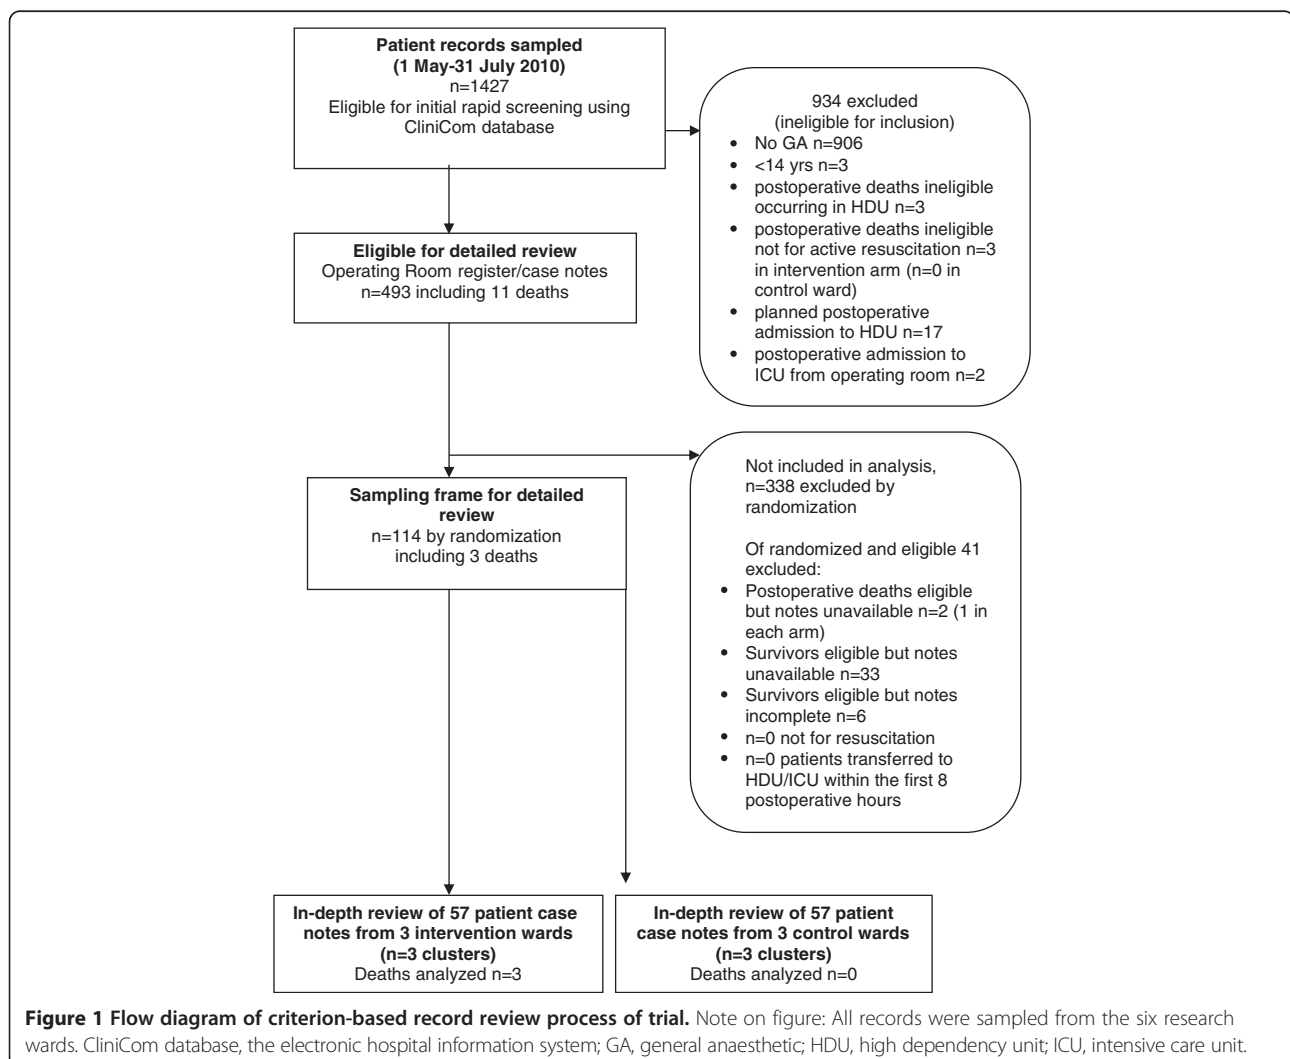 Patient records sampled
(1 May-31 July 2010)
n=1427
Eligible for initial rapid screening using
CliniCom database
934 excluded
(ineligible for inclusion)
• No GA n=906
• <14 yrs n=3
• postoperative deaths ineligible
occurring in HDU n=3
• postoperative deaths ineligible
not for active resuscitation n=3
in intervention arm (n=0 in
control ward)
• planned postoperative
admission to HDU n=17
• postoperative admission to
ICU from operating room n=2
Eligible for detailed review
Operating Room register/case notes
n=493 including 11 deaths
Not included in analysis,
n=338 excluded by
randomization
Of randomized and eligible 41
excluded:
• Postoperative deaths eligible
but notes unavailable n=2 (1 in
each arm)
• Survivors eligible but notes
unavailable n=33
• Survivors eligible but notes
incomplete n=6
• n=0 not for resuscitation
• n=0 patients transferred to
HDU/ICU within the first 8
postoperative hours
Sampling frame for detailed
review
n=114 by randomization
including 3 deaths
In-depth review of 57 patient case
notes from 3 intervention wards
(n=3 clusters)
Deaths analyzed n=3
In-depth review of 57 patient
case notes from 3 control wards
(n=3 clusters)
Deaths analyzed n=0
Figure 1 Flow diagram of criterion-based record review process of trial. Note on figure: All records were sampled from the six research
wards. CliniCom database, the electronic hospital information system; GA, general anaesthetic; HDU, high dependency unit; ICU, intensive care unit.